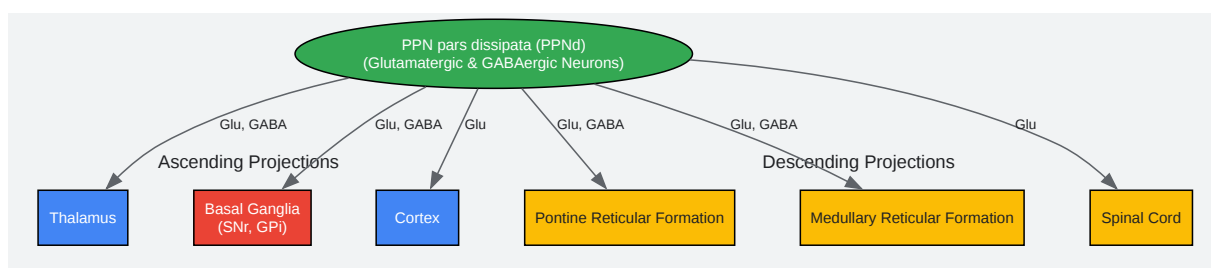 PPN pars dissipata (PPNd)
(Glutamatergic & GABAergic Neurons)
Glu, GABA
Glu, GABA
Glu
Glu, GABA
Glu, GABA
Glu
Ascending Projections
Descending Projections
Thalamus
Basal Ganglia
(SNr, GPi)
Cortex
Pontine Reticular Formation
Medullary Reticular Formation
Spinal Cord